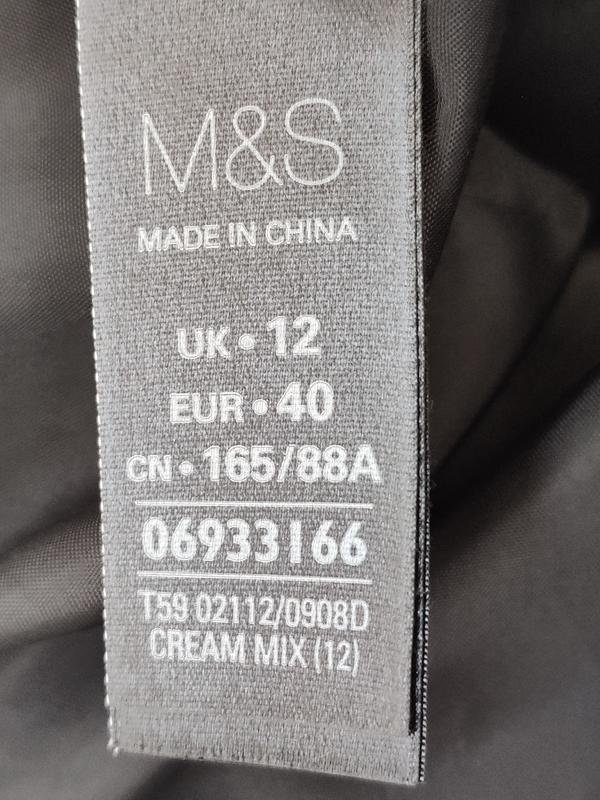 M&S
MADE IN CHINA
UK • 12
EUR • 40
CN • 165/88A
06933166
T59 02112/0908D
CREAM MIX (12)